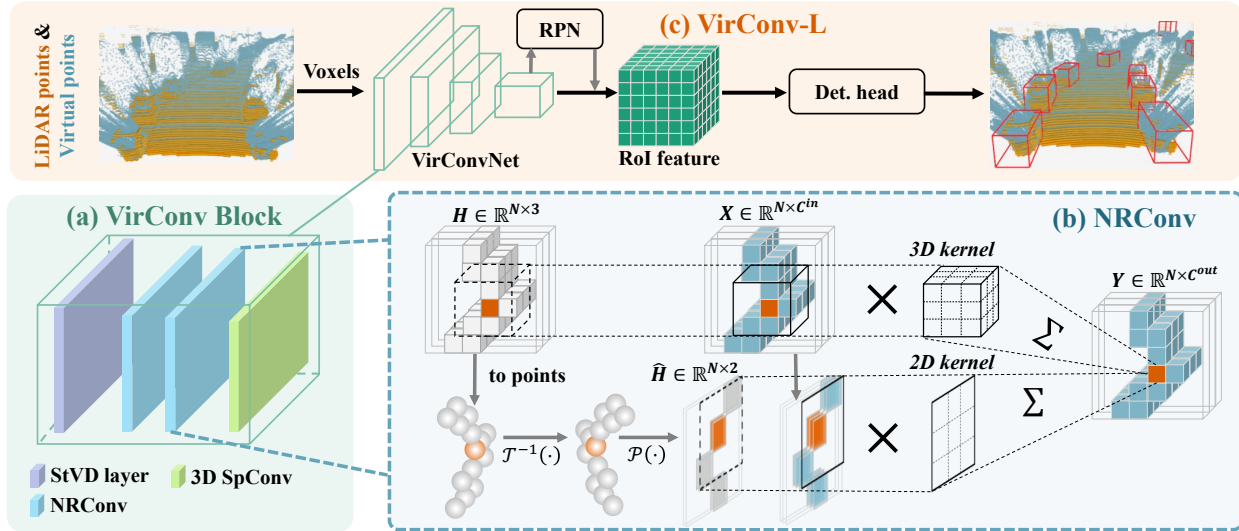 LiDAR points &
Virtual points
Voxels
VirConvNet
RPN
(c) VirConv-L
RoI feature
Det. head
(a) VirConv Block
StVD layer
3D SpConv
NRConv
(b) NRConv
H ∈ ℝ^{N×3}
X ∈ ℝ^{N×C^{in}}
3D kernel
×
Y ∈ ℝ^{N×C^{out}}
Σ
to points
Ĥ ∈ ℝ^{N×2}
2D kernel
×
Σ
𝒯⁻¹(·)
𝒫(·)